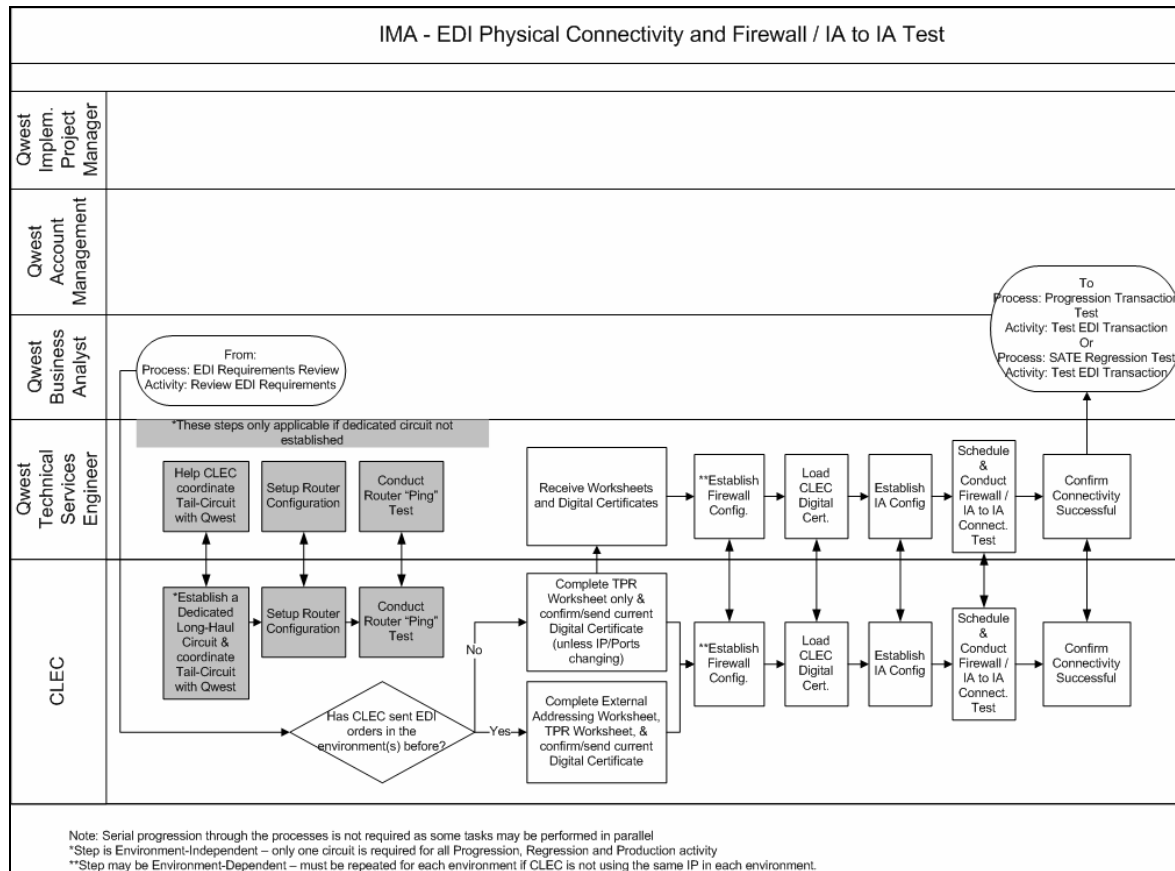 IMA - EDI Physical Connectivity and Firewall / IA to IA Test
Qwest
Implem.
Project
Manager
Qwest
Account
Management
To
Process: Progression Transaction
Test
Activity: Test EDI Transaction
Or
Process: SATE Regression Test
Activity: Test EDI Transaction
Qwest
Business
Analyst
From:
Process: EDI Requirements Review
Activity: Review EDI Requirements
Qwest
Technical
Services
Engineer
*These steps only applicable if dedicated circuit not
established
Help CLEC
coordinate
Tail-Circuit
with Qwest
Setup Router
Configuration
Conduct
Router “Ping”
Test
Receive Worksheets
and Digital Certificates
**Establish
Firewall
Config.
Load
CLEC
Digital
Cert.
Establish
IA Config
Schedule
&
Conduct
Firewall /
IA to IA
Connect.
Test
Confirm
Connectivity
Successful
CLEC
*Establish a
Dedicated
Long-Haul
Circuit &
coordinate
Tail-Circuit
with Qwest
Setup Router
Configuration
Conduct
Router “Ping”
Test
No
Complete TPR
Worksheet only &
confirm/send current
Digital Certificate
(unless IP/Ports
changing)
**Establish
Firewall
Config.
Load
CLEC
Digital
Cert.
Establish
IA Config
Schedule
&
Conduct
Firewall /
IA to IA
Connect.
Test
Confirm
Connectivity
Successful
Has CLEC sent EDI
orders in the
environment(s) before?
Yes
Complete External
Addressing Worksheet,
TPR Worksheet, &
confirm/send current
Digital Certificate
Note: Serial progression through the processes is not required as some tasks may be performed in parallel
*Step is Environment-Independent – only one circuit is required for all Progression, Regression and Production activity
**Step may be Environment-Dependent – must be repeated for each environment if CLEC is not using the same IP in each environment.